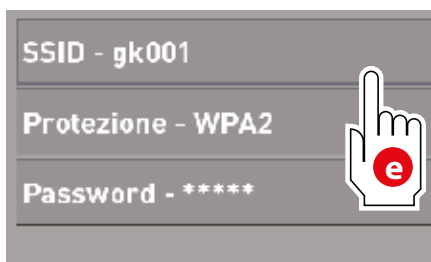 SSID - gk001
Protezione - WPA2
Password - *****
e